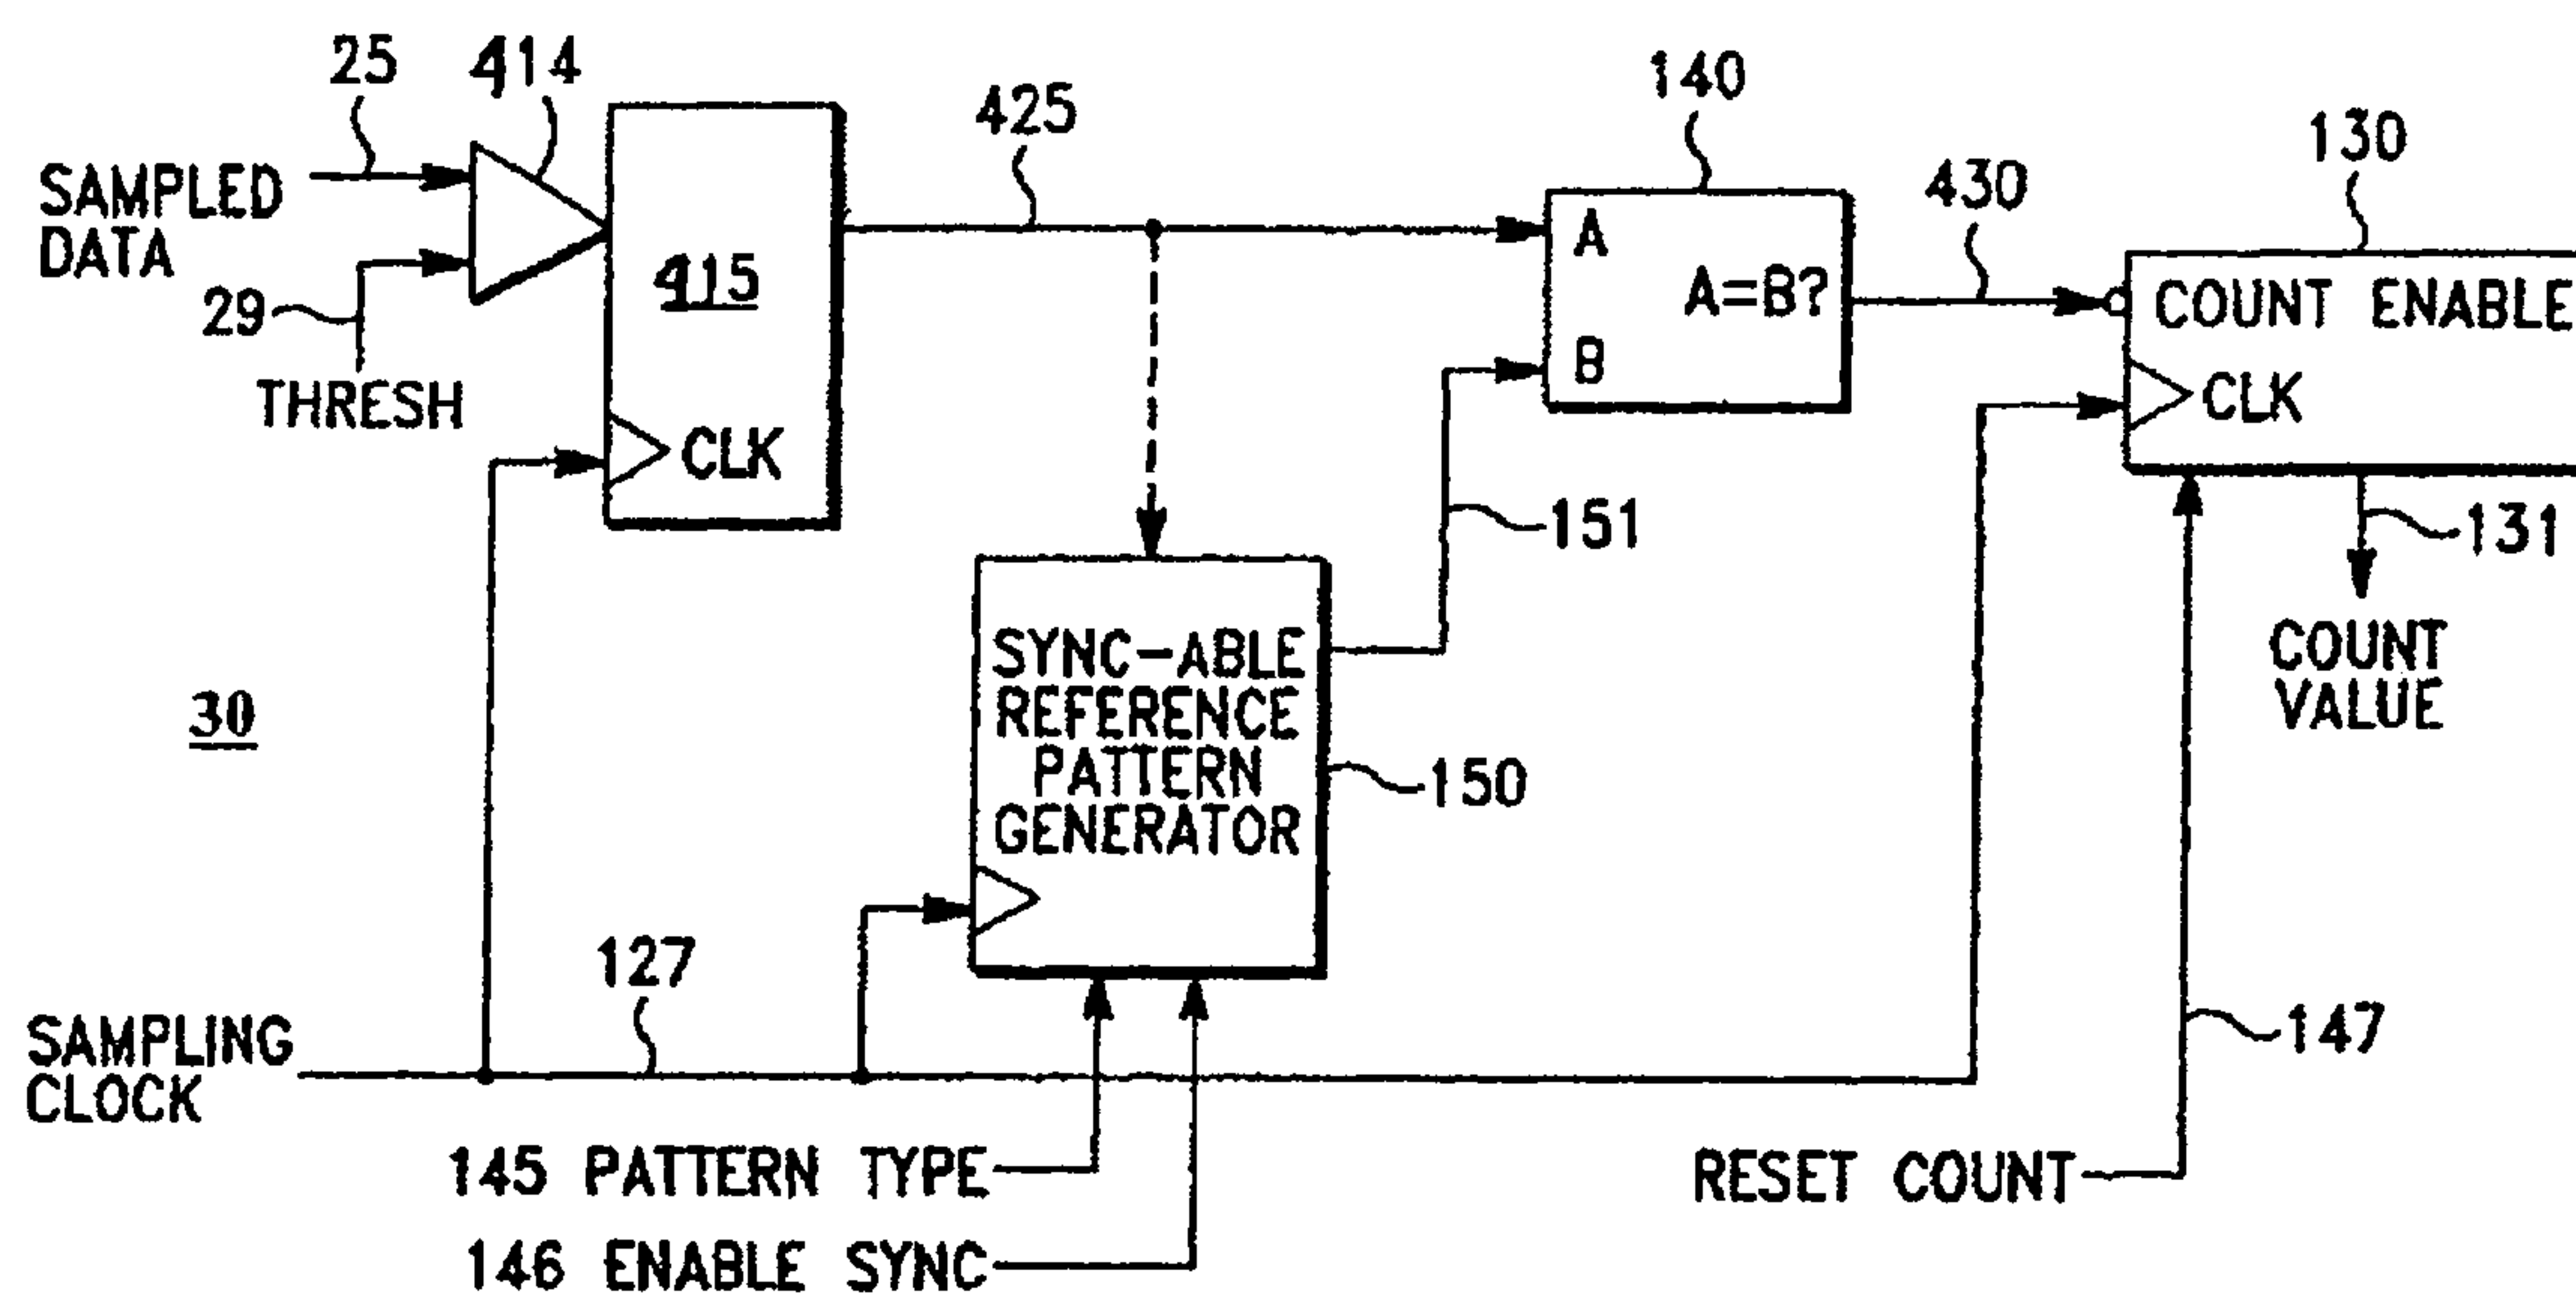 25
414
SAMPLED
DATA
29
THRESH
415
CLK
425
140
A
A=B?
B
430
130
COUNT ENABLE
CLK
151
131
COUNT
VALUE
SYNC-ABLE
REFERENCE
PATTERN
GENERATOR
150
30
127
SAMPLING
CLOCK
147
145 PATTERN TYPE
RESET COUNT
146 ENABLE SYNC